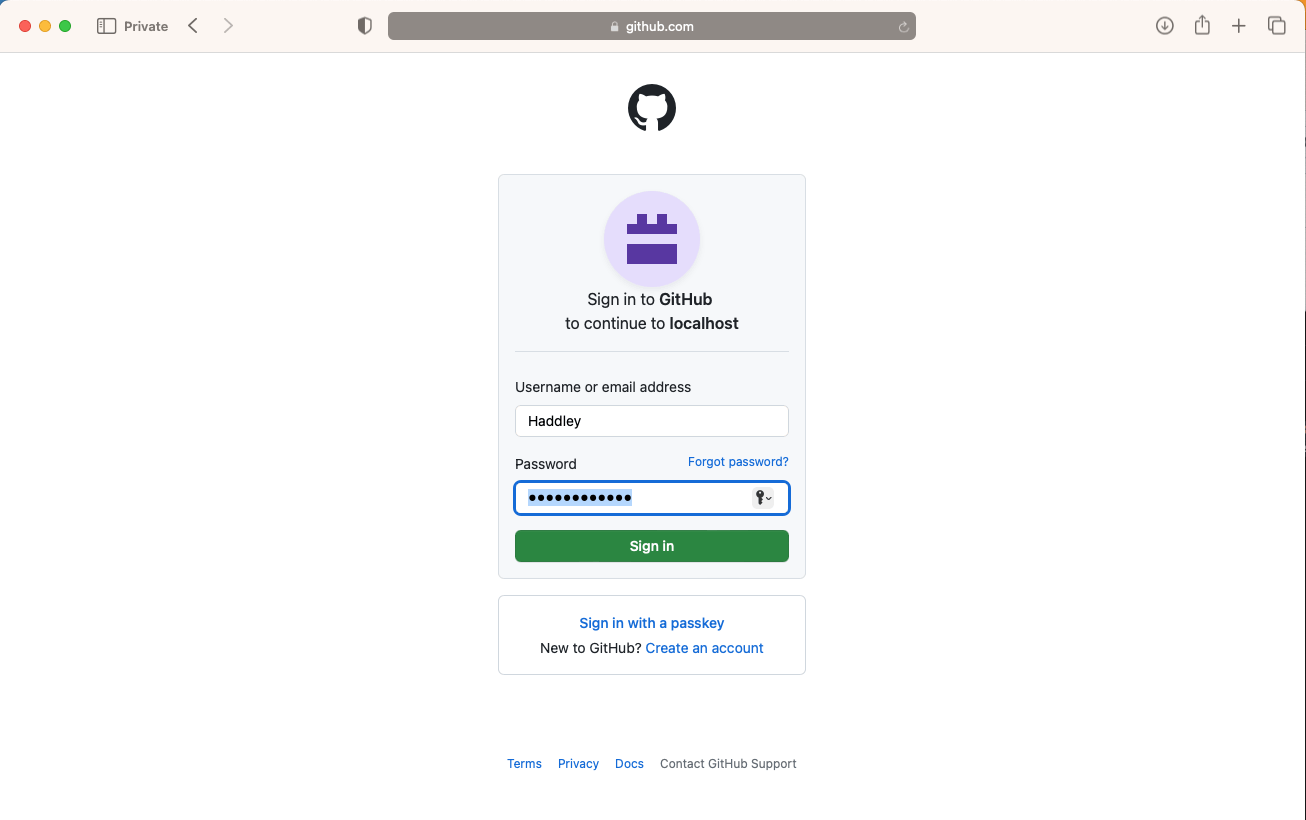 Private
github.com
Sign in to GitHub
to continue to localhost
Username or email address
Haddley
Password
Forgot password?
●●●●●●●●●●●●
Sign in
Sign in with a passkey
New to GitHub? Create an account
Terms
Privacy
Docs
Contact GitHub Support